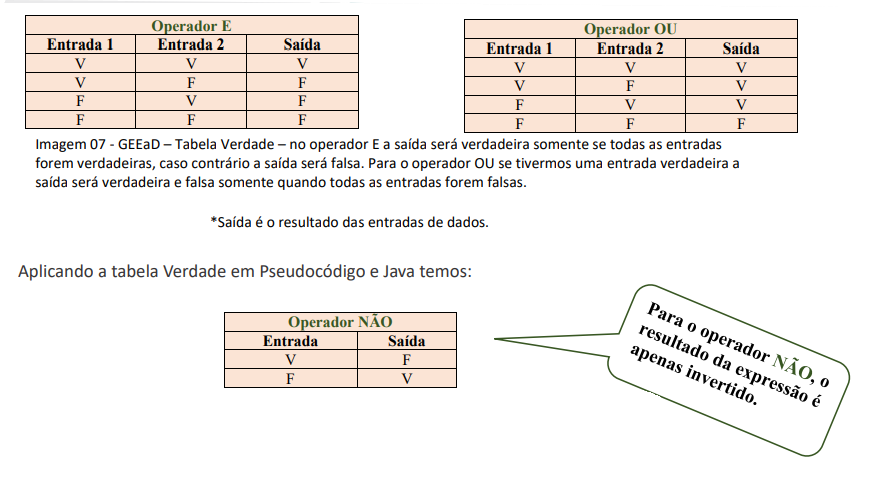 Operador E
Entrada 1 Entrada 2 Saída
V V V
V F F
F V F
F F F
Operador OU
Entrada 1 Entrada 2 Saída
V V V
V F V
F V V
F F F
Imagem 07 - GEEaD – Tabela Verdade – no operador E a saída será verdadeira somente se todas as entradas
forem verdadeiras, caso contrário a saída será falsa. Para o operador OU se tivermos uma entrada verdadeira a
saída será verdadeira e falsa somente quando todas as entradas forem falsas.
*Saída é o resultado das entradas de dados.
Aplicando a tabela Verdade em Pseudocódigo e Java temos:
Operador NÃO
Entrada Saída
V F
F V
Para o operador NÃO, o
resultado da expressão é
apenas invertido.